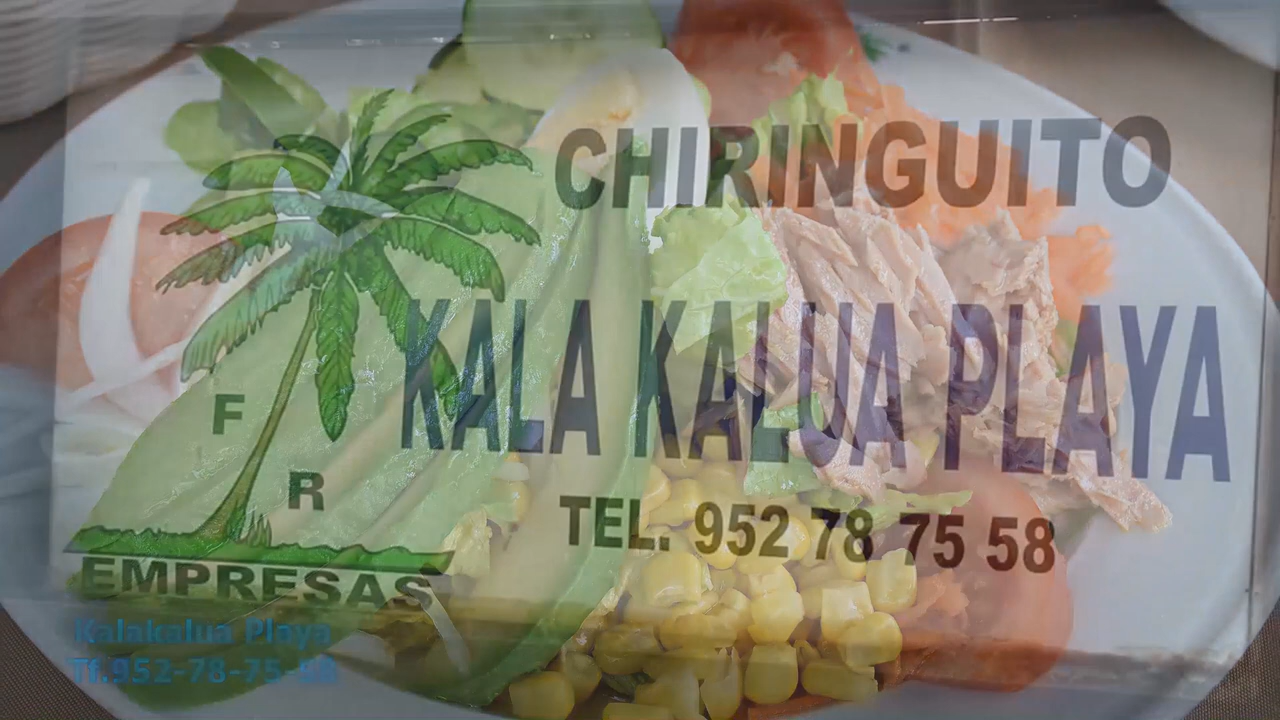 CHIRINGUITO
KALA KALUA PLAYA
F
R
TEL. 952 78 75 58
EMPRESAS
Kalakalua Playa
Tf.952-78-75-58